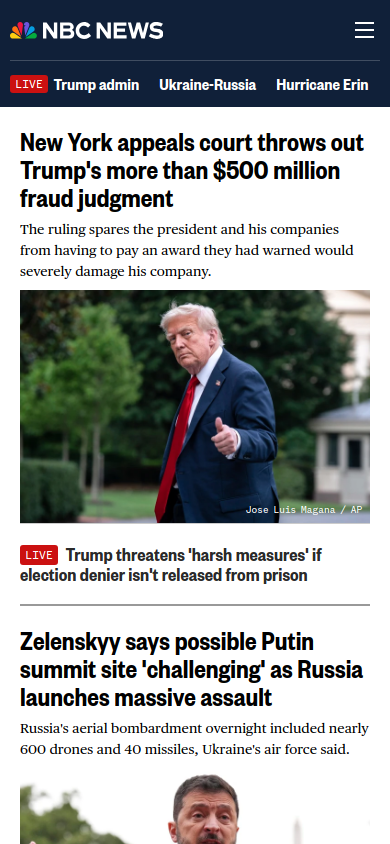 NBC NEWS
LIVE Trump admin Ukraine-Russia Hurricane Erin
New York appeals court throws out
Trump's more than $500 million
fraud judgment
The ruling spares the president and his companies
from having to pay an award they had warned would
severely damage his company.
Jose Luis Magana / AP
LIVE Trump threatens 'harsh measures' if
election denier isn't released from prison
Zelenskyy says possible Putin
summit site 'challenging' as Russia
launches massive assault
Russia's aerial bombardment overnight included nearly
600 drones and 40 missiles, Ukraine's air force said.